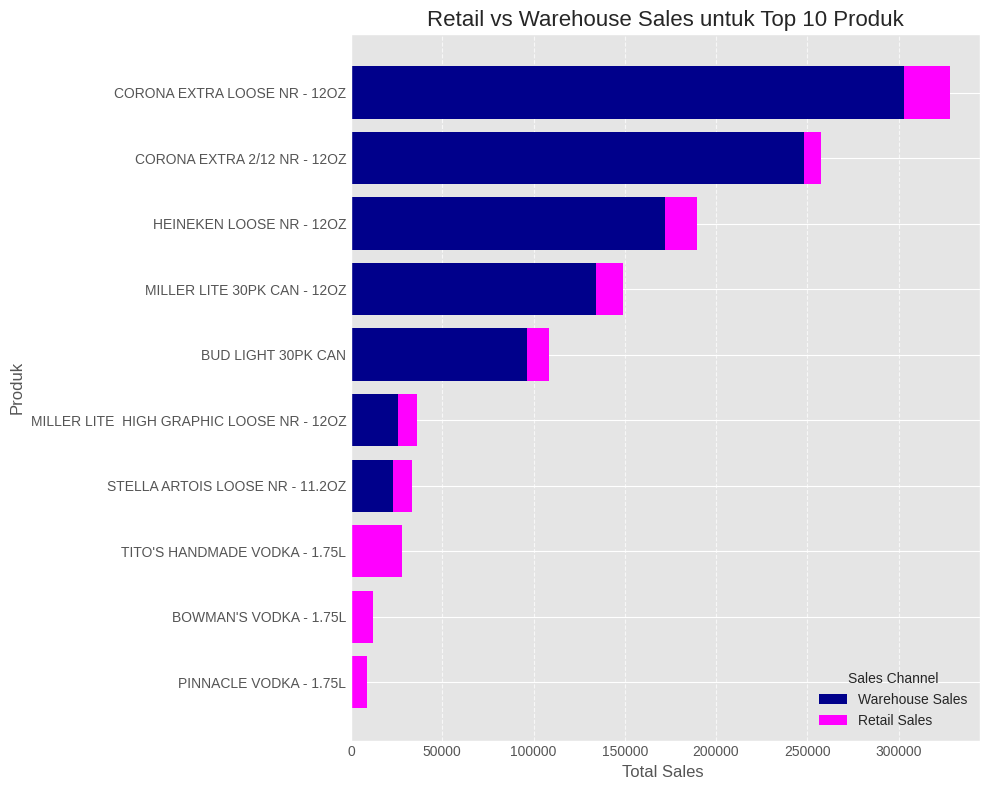 Retail vs Warehouse Sales untuk Top 10 Produk
CORONA EXTRA LOOSE NR - 12OZ
CORONA EXTRA 2/12 NR - 12OZ
HEINEKEN LOOSE NR - 12OZ
MILLER LITE 30PK CAN - 12OZ
BUD LIGHT 30PK CAN
MILLER LITE  HIGH GRAPHIC LOOSE NR - 12OZ
STELLA ARTOIS LOOSE NR - 11.2OZ
TITO'S HANDMADE VODKA - 1.75L
BOWMAN'S VODKA - 1.75L
PINNACLE VODKA - 1.75L
Produk
Sales Channel
Warehouse Sales
Retail Sales
0 50000 100000 150000 200000 250000 300000
Total Sales